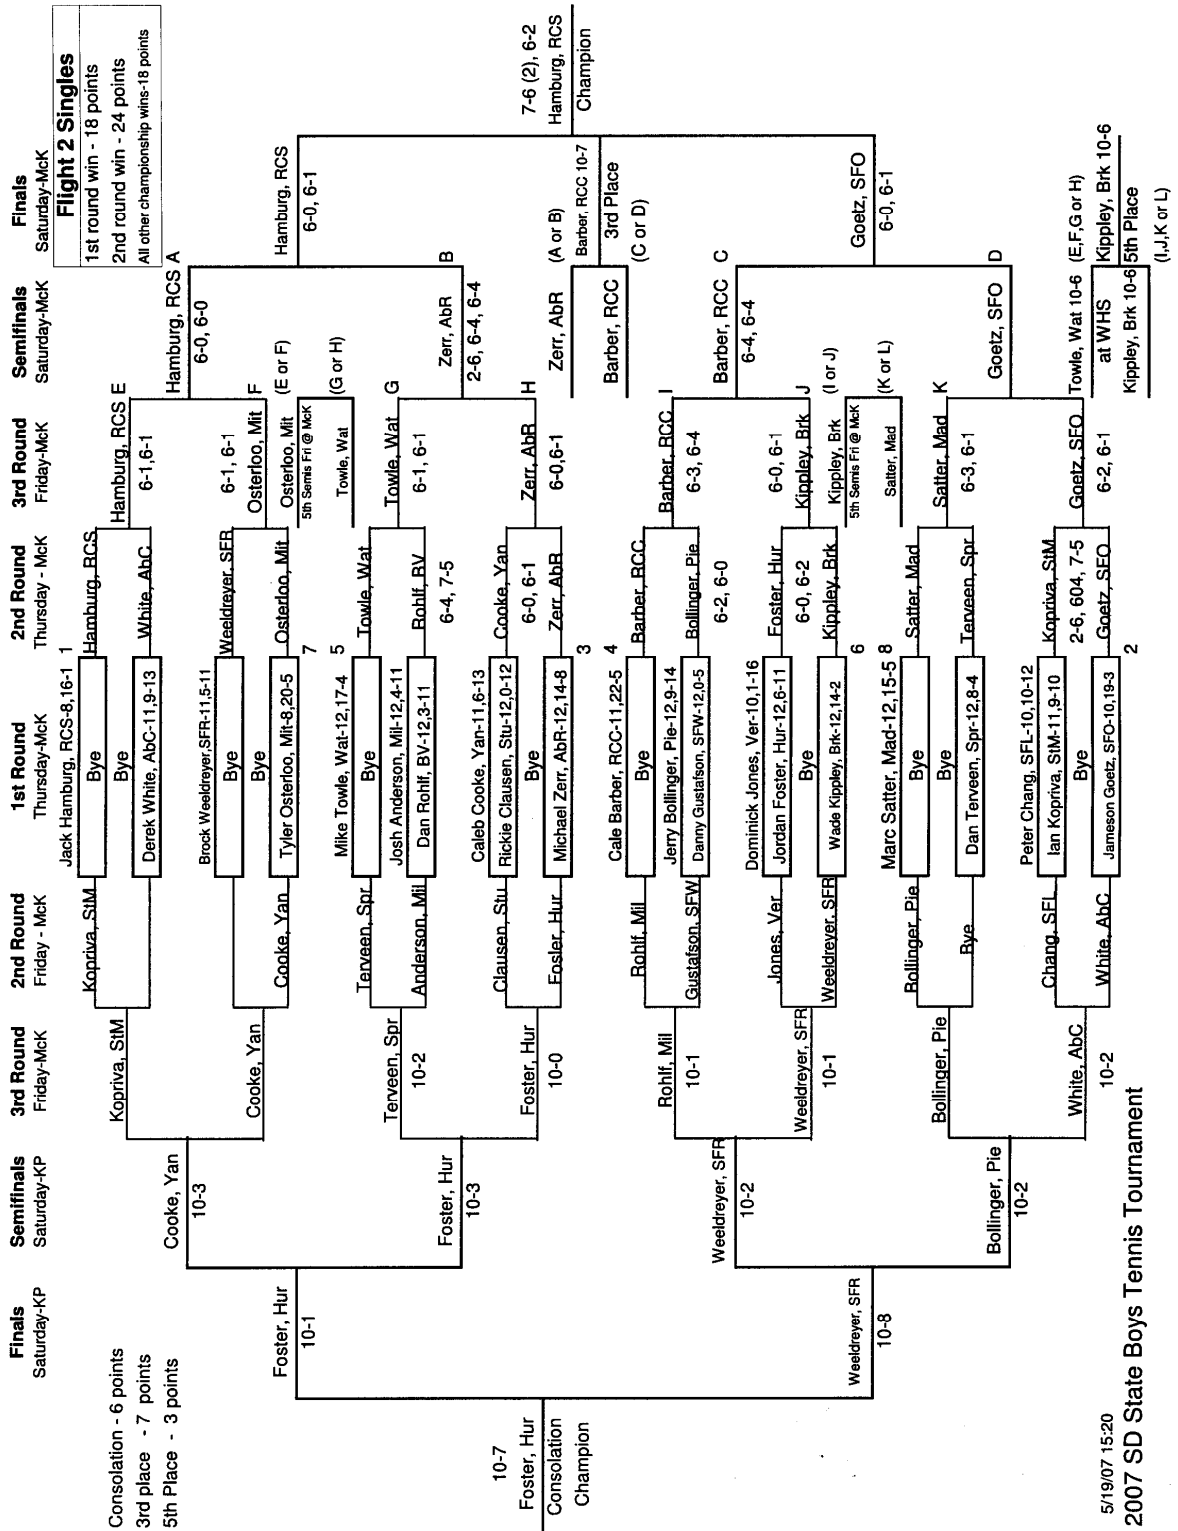 Finals
Saturday-KP
Semifinals
Saturday-KP
3rd Round
Friday-McK
2nd Round
Friday - McK
1st Round
Thursday-McK
2nd Round
Thursday - McK
3rd Round
Friday-McK
Semifinals
Saturday-McK
Finals
Saturday-McK
Flight 2 Singles
1st round win - 18 points
2nd round win - 24 points
All other championship wins-18 points
Consolation - 6 points
3rd place - 7 points
5th Place - 3 points
Jack Hamburg, RCS-8,16-1 1
Bye
Bye
Derek White, AbC-11,9-13
Brock Weeldreyer,SFR-11,5-11
Bye
Bye
Tyler Osterloo, Mit-8,20-5
7
Mike Towle, Wat-12,17-4 5
Bye
Josh Anderson, Mil-12,4-11
Dan Rohlf, BV-12,3-11
Caleb Cooke, Yan-11,6-13
Rickie Clausen, Stu-12,0-12
Bye
Michael Zerr, AbR-12,14-8
3
Cale Barber, RCC-11,22-5 4
Bye
Jerry Bollinger, Pie-12,9-14
Danny Gustafson, SFW-12,0-5
Dominick Jones, Ver-10,1-16
Jordan Foster, Hur-12,6-11
Bye
Wade Kippley, Brk-12,14-2
6
Marc Satter, Mad-12,15-5 8
Bye
Bye
Dan Terveen, Spr-12,8-4
Peter Chang, SFL-10,10-12
Ian Kopriva, StM-11,9-10
Bye
Jameson Goetz, SFO-10,19-3
2
Hamburg, RCS
White, AbC
Weeldreyer, SFR
Osterloo, Mit
Towle, Wat
Rohlf, BV
6-4, 7-5
Cooke, Yan
6-0, 6-1
Zerr, AbR
Barber, RCC
Bollinger, Pie
6-2, 6-0
Foster, Hur
6-0, 6-2
Kippley, Brk
Satter, Mad
Terveen, Spr
Kopriva, StM
2-6, 604, 7-5
Goetz, SFO
Hamburg, RCS E
6-1,6-1
6-1, 6-1
Osterloo, Mit F
Osterloo, Mit (E or F)
5th Semis Fri @ McK
Towle, Wat (G or H)
Towle, Wat G
6-1, 6-1
Zerr, AbR H
6-0,6-1
Barber, RCC I
6-3, 6-4
6-0, 6-1
Kippley, Brk J
Kippley, Brk (I or J)
5th Semis Fri @ McK
Satter, Mad (K or L)
Satter, Mad K
6-3, 6-1
Goetz, SFO
6-2, 6-1
Hamburg, RCS A
6-0, 6-0
Zerr, AbR B
2-6, 6-4, 6-4
Zerr, AbR (A or B)
Barber, RCC (C or D)
Barber, RCC C
6-4, 6-4
Goetz, SFO D
Towle, Wat 10-6 (E,F,G or H)
at WHS
Kippley, Brk 10-6 (I,J,K or L)
Hamburg, RCS
6-0, 6-1
Barber, RCC 10-7
3rd Place
Goetz, SFO
6-0, 6-1
Kippley, Brk 10-6
5th Place
7-6 (2), 6-2
Hamburg, RCS
Champion
Kopriva, StM
Cooke, Yan
Terveen, Spr
Anderson, Mil
Clausen, Stu
Fosler, Hur
Rohlf, Mil
Gustafson, SFW
Jones, Ver
Weeldreyer, SFR
Rollinger, Pie
Bye
Chang, SFL
White, AbC
Kopriva, StM
Cooke, Yan
Terveen, Spr
10-2
Foster, Hur
10-0
Rohlf, Mil
10-1
Weeldreyer, SFR
10-1
Bollinger, Pie
White, AbC
10-2
Cooke, Yan
10-3
Foster, Hur
10-3
Weeldreyer, SFR
10-2
Bollinger, Pie
10-2
Foster, Hur
10-1
Weeldreyer, SFR
10-8
10-7
Foster, Hur
Consolation
Champion
5/19/07 15:20
2007 SD State Boys Tennis Tournament